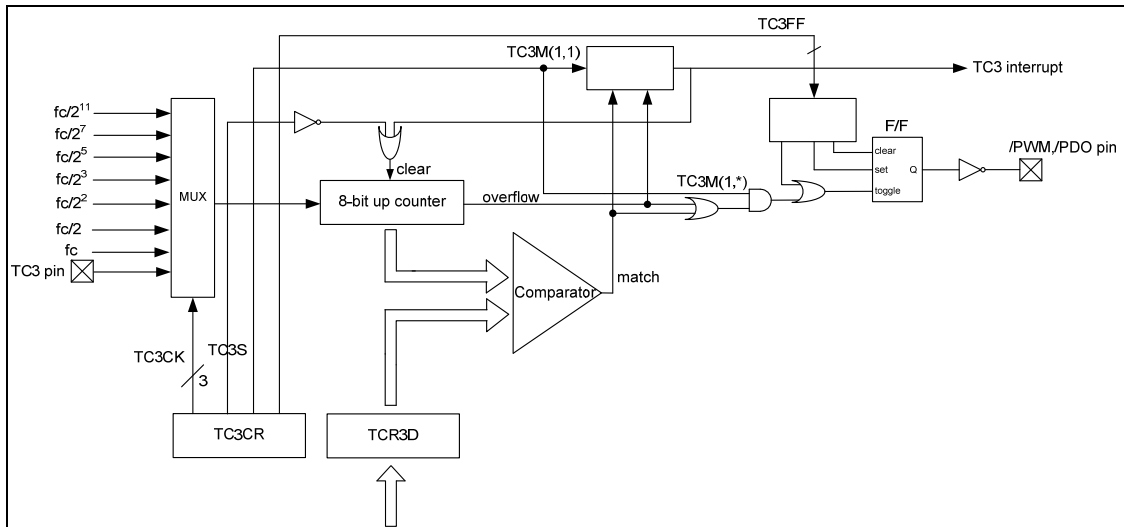 TC3FF
TC3M(1,1)
TC3 interrupt
fc/2¹¹
fc/2⁷
fc/2⁵
fc/2³
fc/2²
fc/2
fc
TC3 pin
MUX
clear
8-bit up counter
overflow
TC3M(1,*)
F/F
clear
set
Q
toggle
/PWM,/PDO pin
Comparator
match
TC3CK
TC3S
3
TC3CR
TCR3D